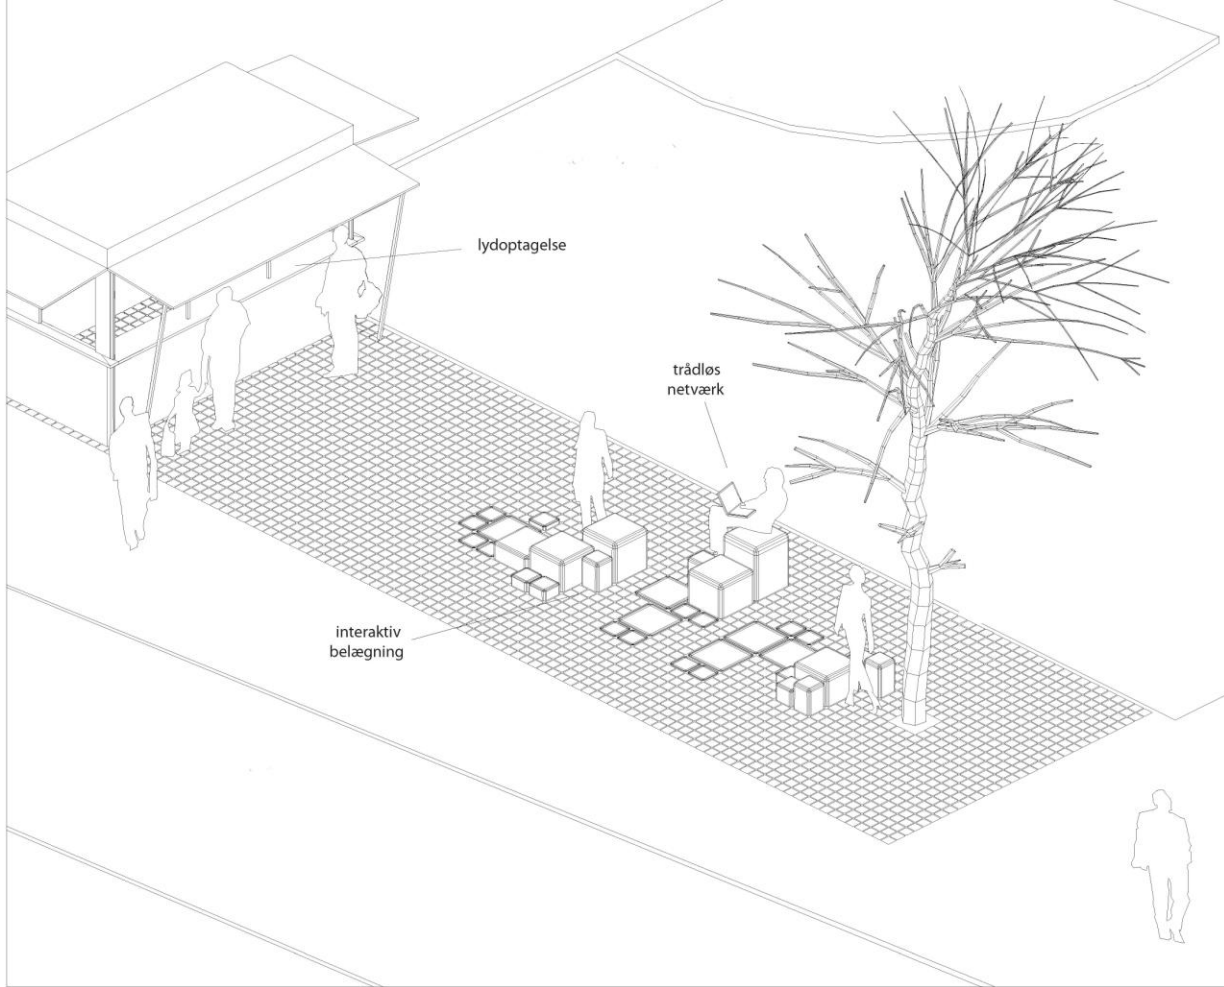 lydoptagelse
trådløs
netværk
interaktiv
belægning